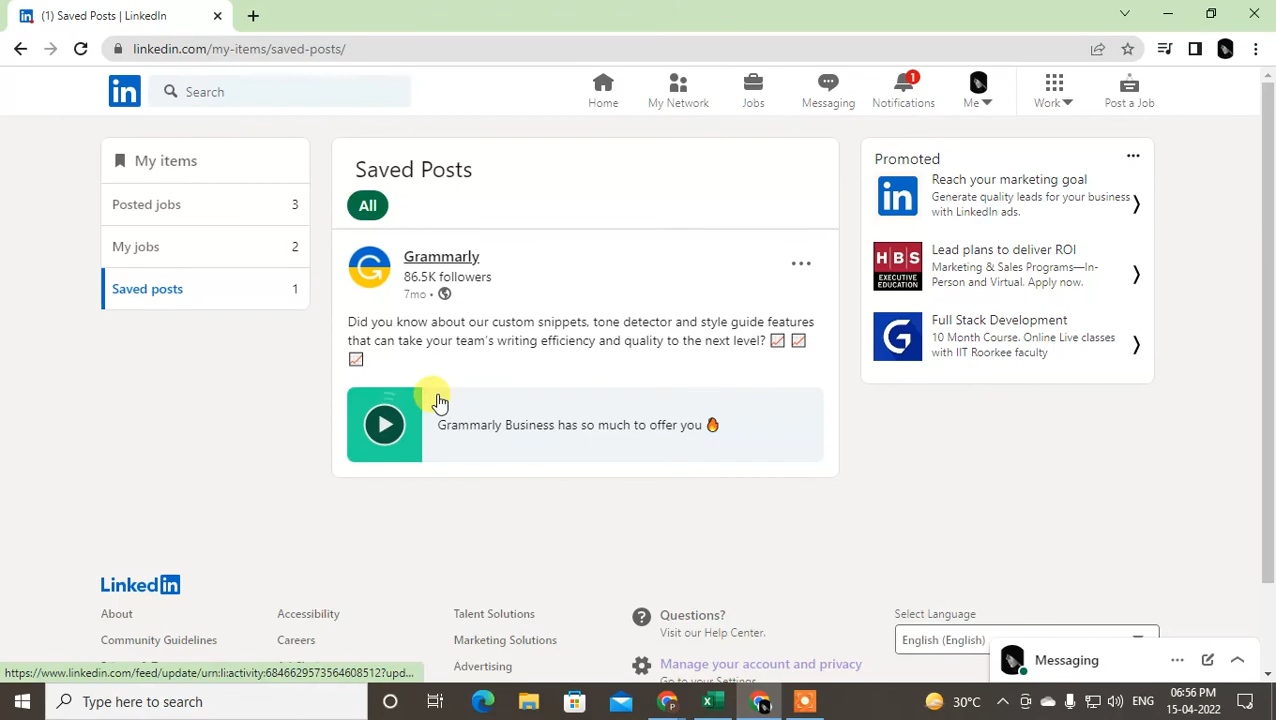 (1) Saved Posts | LinkedIn
linkedin.com/my-items/saved-posts/
in
Search
Home
My Network
Jobs
Messaging
1
Notifications
Me
Work
Post a Job
My items
Posted jobs 3
My jobs 2
Saved posts 1
Saved Posts
All
Grammarly
86.5K followers
7mo •
Did you know about our custom snippets, tone detector and style guide features
that can take your team's writing efficiency and quality to the next level? 📈 📈
📈
Grammarly Business has so much to offer you 🔥
Promoted
Reach your marketing goal
Generate quality leads for your business
with LinkedIn ads.
HBS
EXECUTIVE
EDUCATION
Lead plans to deliver ROI
Marketing & Sales Programs—In-
Person and Virtual. Apply now.
Full Stack Development
10 Month Course. Online Live classes
with IIT Roorkee faculty
Linkedin
About
Accessibility
Talent Solutions
Questions?
Visit our Help Center.
Select Language
Community Guidelines
Careers
Marketing Solutions
English (English)
Advertising
Manage your account and privacy
Go to your Settings
Messaging
https://www.linkedin.com/feed/update/urn:li:activity:6846629573564608512?upd...
Type here to search
30°C
ENG
06:56 PM
15-04-2022